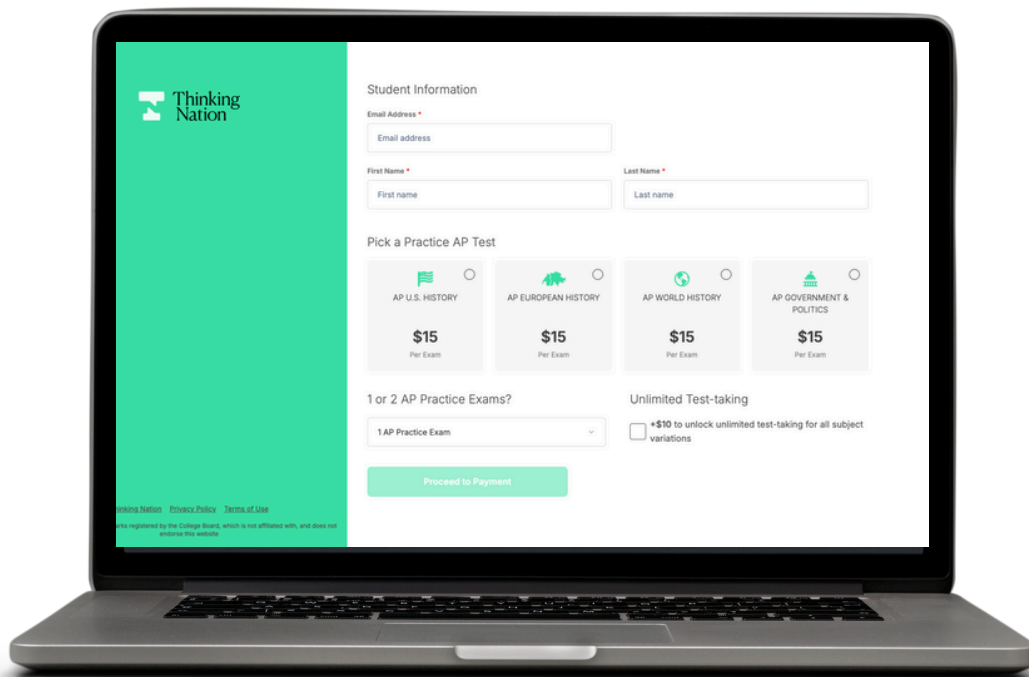 Thinking
Nation
Student Information
Email Address *
Email address
First Name *
Last Name *
First name
Last name
Pick a Practice AP Test
AP U.S. HISTORY
$15
Per Exam
AP EUROPEAN HISTORY
$15
Per Exam
AP WORLD HISTORY
$15
Per Exam
AP GOVERNMENT &
POLITICS
$15
Per Exam
1 or 2 AP Practice Exams?
1 AP Practice Exam
Unlimited Test-taking
+$10 to unlock unlimited test-taking for all subject
variations
Proceed to Payment
Nation Privacy Policy Terms of Use
registered by the College Board, which is not affiliated with, and does not
endorse this website